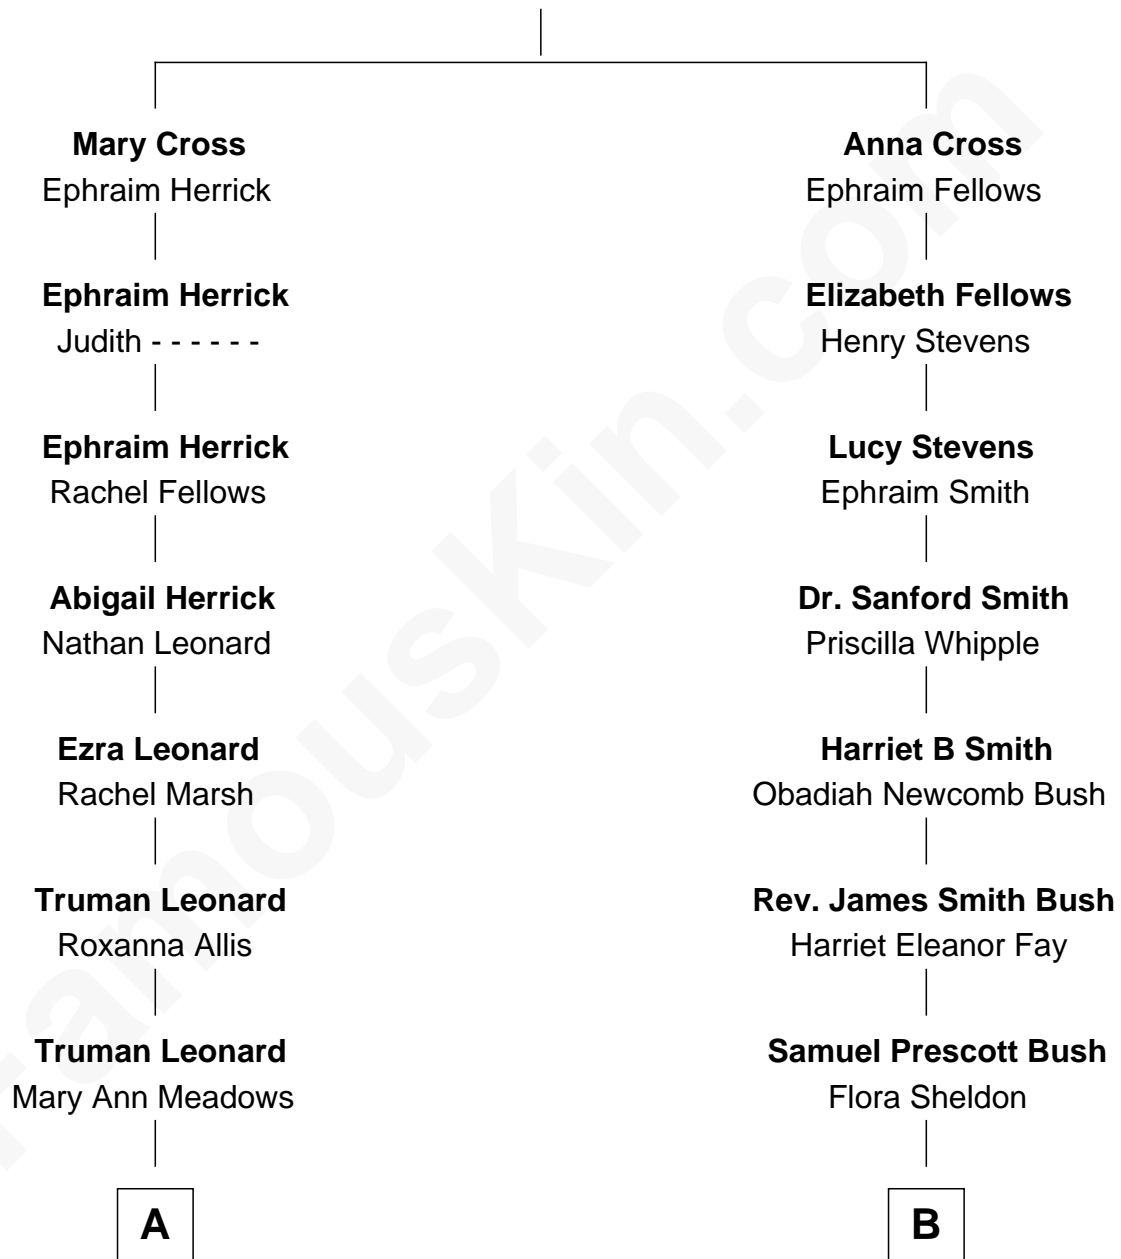 Mary Cross
Ephraim Herrick
Anna Cross
Ephraim Fellows
Ephraim Herrick
Judith - - - - - -
Elizabeth Fellows
Henry Stevens
Ephraim Herrick
Rachel Fellows
Lucy Stevens
Ephraim Smith
Abigail Herrick
Nathan Leonard
Dr. Sanford Smith
Priscilla Whipple
Ezra Leonard
Rachel Marsh
Harriet B Smith
Obadiah Newcomb Bush
Truman Leonard
Roxanna Allis
Rev. James Smith Bush
Harriet Eleanor Fay
Truman Leonard
Mary Ann Meadows
Samuel Prescott Bush
Flora Sheldon
A
B
FamousKin.com